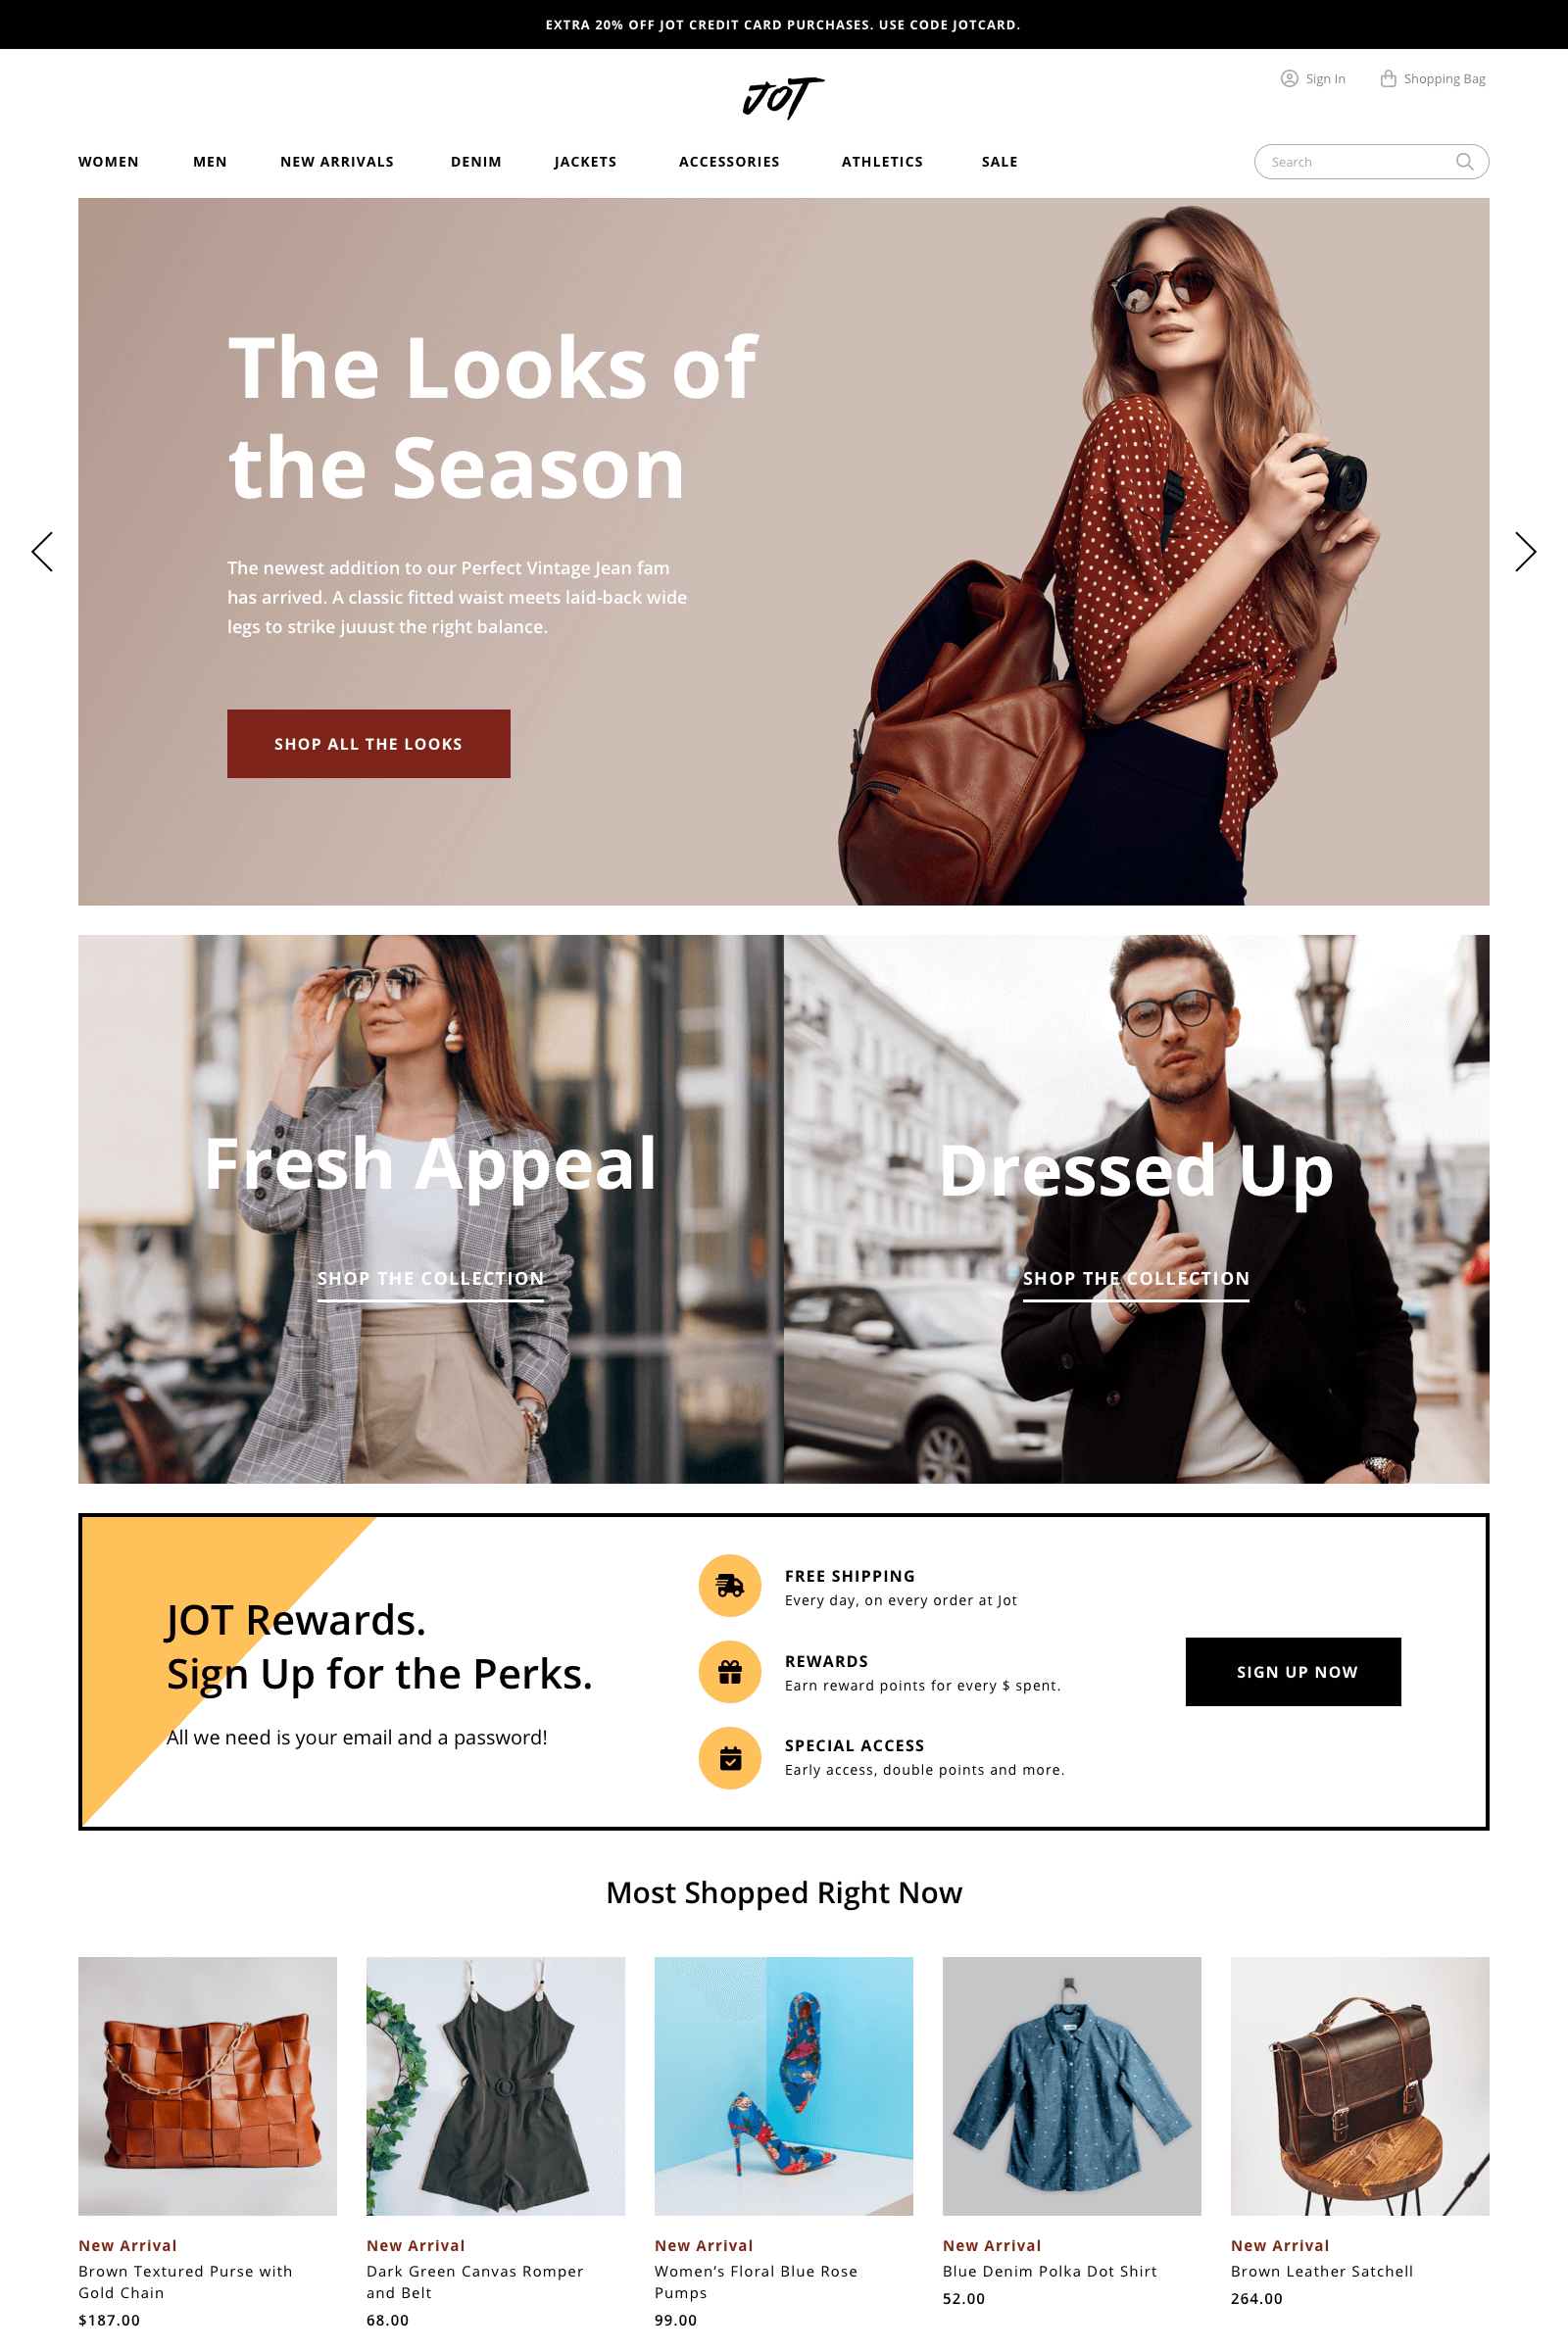 EXTRA 20% OFF JOT CREDIT CARD PURCHASES. USE CODE JOTCARD.
JOT
Sign In
Shopping Bag
WOMEN MEN NEW ARRIVALS DENIM JACKETS ACCESSORIES ATHLETICS SALE
Search
The Looks of
the Season
The newest addition to our Perfect Vintage Jean fam
has arrived. A classic fitted waist meets laid-back wide
legs to strike juuust the right balance.
SHOP ALL THE LOOKS
Fresh Appeal
SHOP THE COLLECTION
Dressed Up
SHOP THE COLLECTION
JOT Rewards.
Sign Up for the Perks.
All we need is your email and a password!
FREE SHIPPING
Every day, on every order at Jot
REWARDS
Earn reward points for every $ spent.
SPECIAL ACCESS
Early access, double points and more.
SIGN UP NOW
Most Shopped Right Now
New Arrival
Brown Textured Purse with
Gold Chain
$187.00
New Arrival
Dark Green Canvas Romper
and Belt
68.00
New Arrival
Women’s Floral Blue Rose
Pumps
99.00
New Arrival
Blue Denim Polka Dot Shirt
52.00
New Arrival
Brown Leather Satchell
264.00